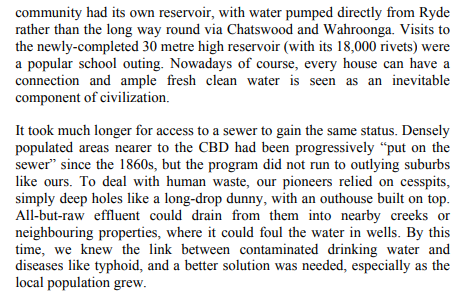 community had its own reservoir, with water pumped directly from Ryde
rather than the long way round via Chatswood and Wahroonga. Visits to
the newly-completed 30 metre high reservoir (with its 18,000 rivets) were
a popular school outing. Nowadays of course, every house can have a
connection and ample fresh clean water is seen as an inevitable
component of civilization.

It took much longer for access to a sewer to gain the same status. Densely
populated areas nearer to the CBD had been progressively “put on the
sewer” since the 1860s, but the program did not run to outlying suburbs
like ours. To deal with human waste, our pioneers relied on cesspits,
simply deep holes like a long-drop dunny, with an outhouse built on top.
All-but-raw effluent could drain from them into nearby creeks or
neighbouring properties, where it could foul the water in wells. By this
time, we knew the link between contaminated drinking water and
diseases like typhoid, and a better solution was needed, especially as the
local population grew.